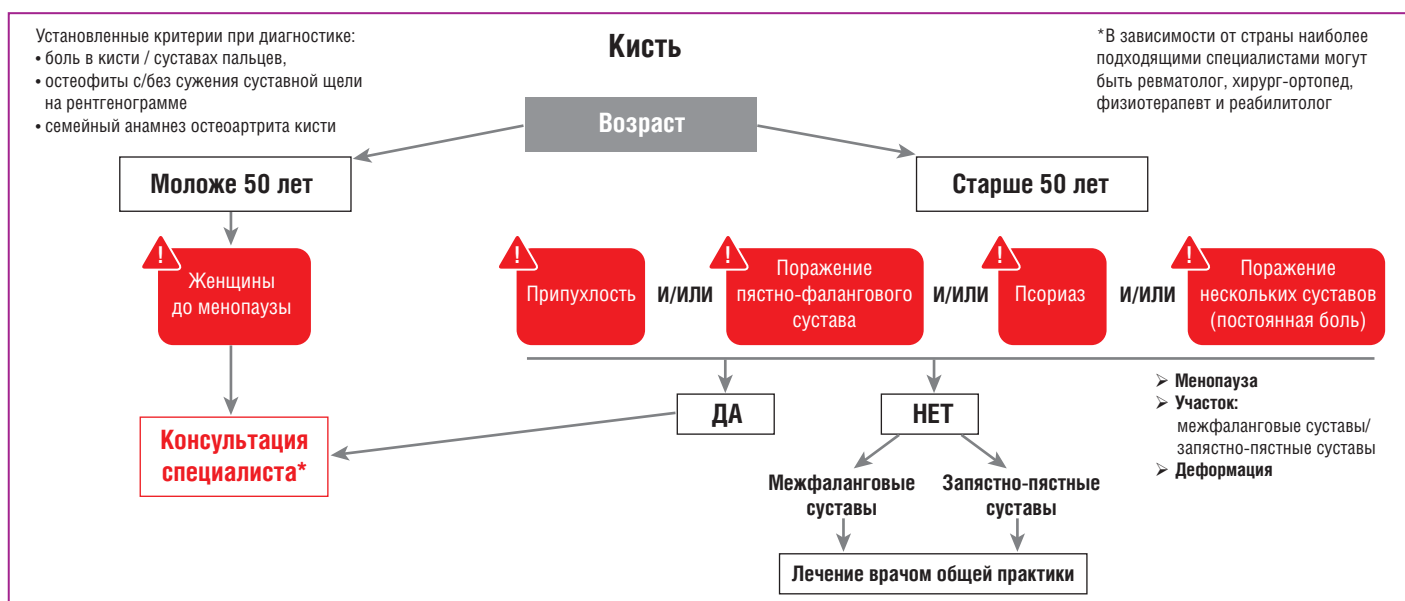 Установленные критерии при диагностике:
• боль в кисти / суставах пальцев,
• остеофиты с/без сужения суставной щели
на рентгенограмме
• семейный анамнез остеоартрита кисти
Кисть
*В зависимости от страны наиболее
подходящими специалистами могут
быть ревматолог, хирург-ортопед,
физиотерапевт и реабилитолог
Возраст
Моложе 50 лет
Старше 50 лет
!
Женщины
до менопаузы
!
Припухлость
И/ИЛИ
!
Поражение
пястно-фалангового
сустава
И/ИЛИ
!
Псориаз
И/ИЛИ
!
Поражение
нескольких суставов
(постоянная боль)
Консультация
специалиста*
ДА
НЕТ
➢ Менопауза
➢ Участок:
межфаланговые суставы/
запястно-пястные суставы
➢ Деформация
Межфаланговые
суставы
Запястно-пястные
суставы
Лечение врачом общей практики